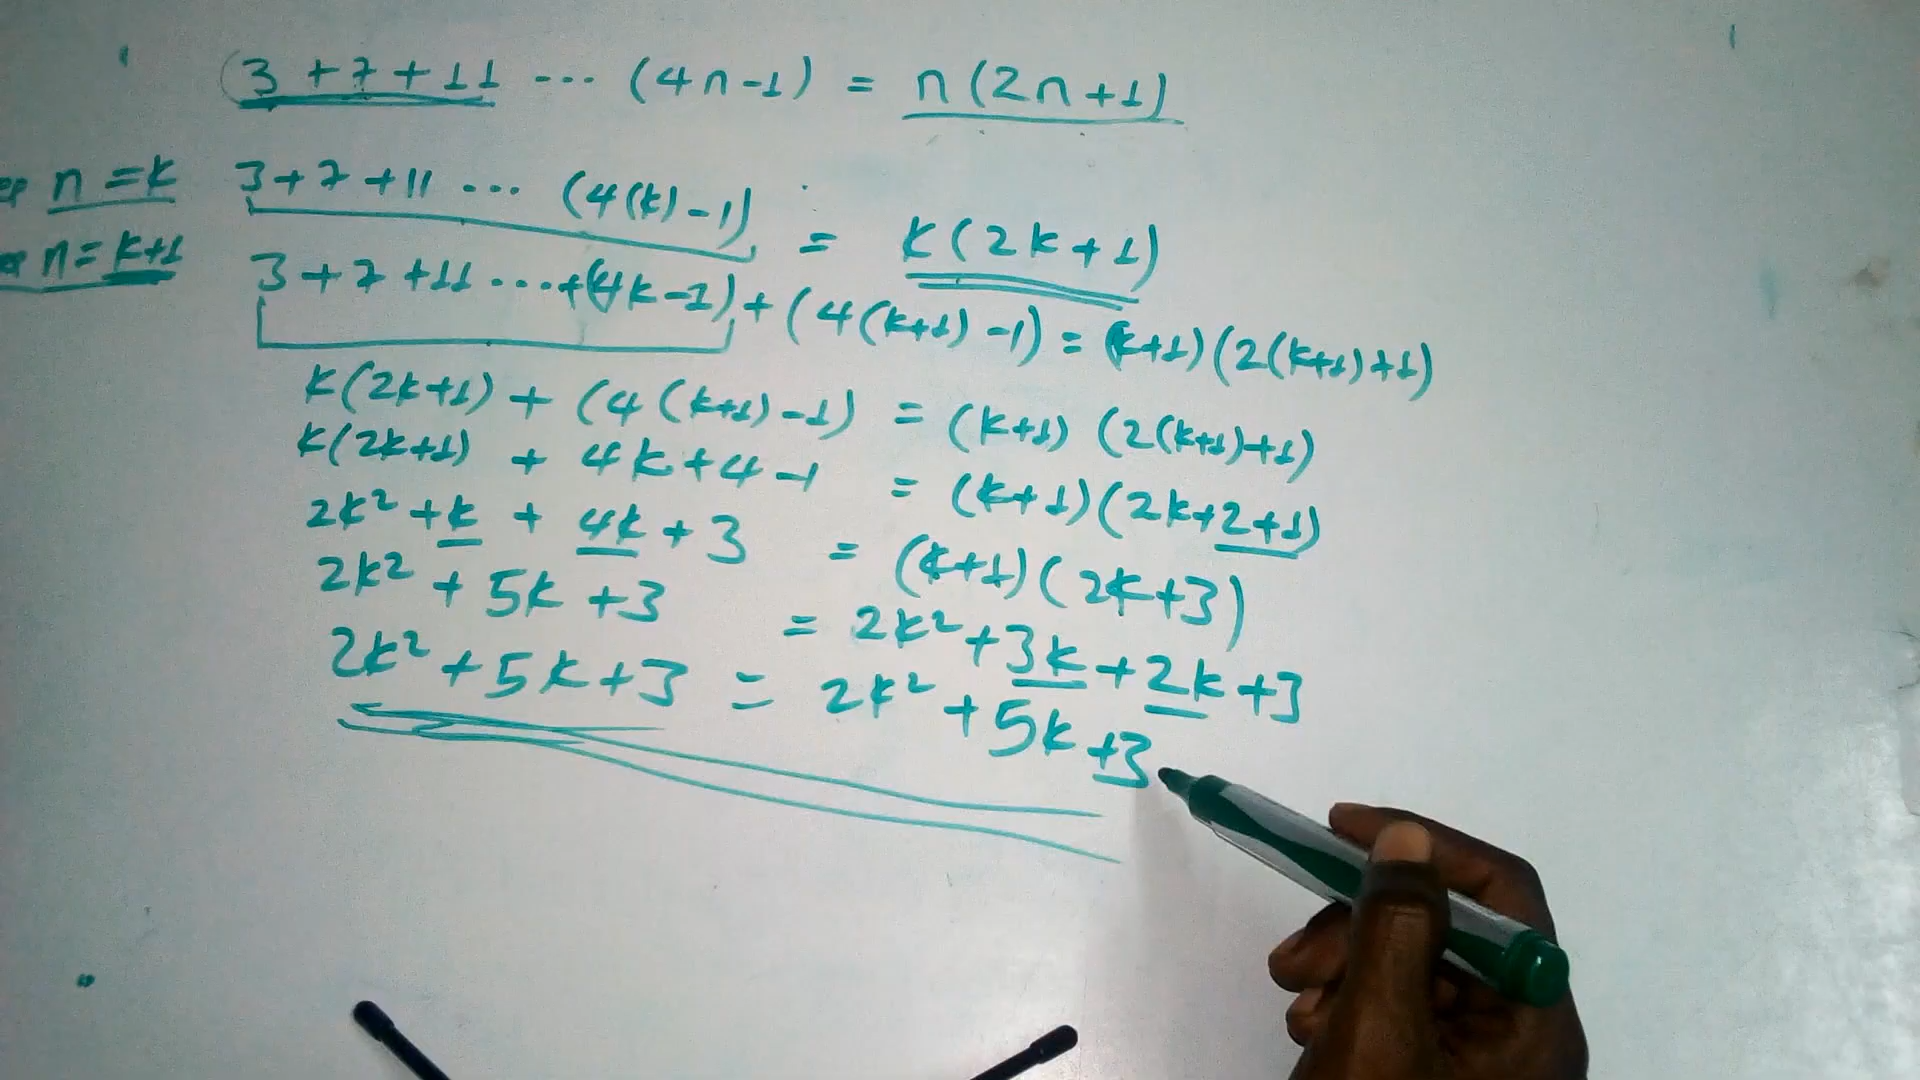 (3 + 7 + 11 ... (4n-1) = n(2n+1)
n = k 3 + 7 + 11 ... (4(k) - 1) = k(2k+1)
n = k+1 3 + 7 + 11 ... + (4k-1) + (4(k+1) - 1) = (k+1)(2(k+1)+1)
k(2k+1) + (4(k+1) - 1) = (k+1) (2(k+1)+1)
k(2k+1) + 4k+4-1 = (k+1)(2k+2+1)
2k² + k + 4k + 3 = (k+1)(2k+3)
2k² + 5k + 3 = 2k² + 3k + 2k + 3
2k² + 5k + 3 = 2k² + 5k + 3